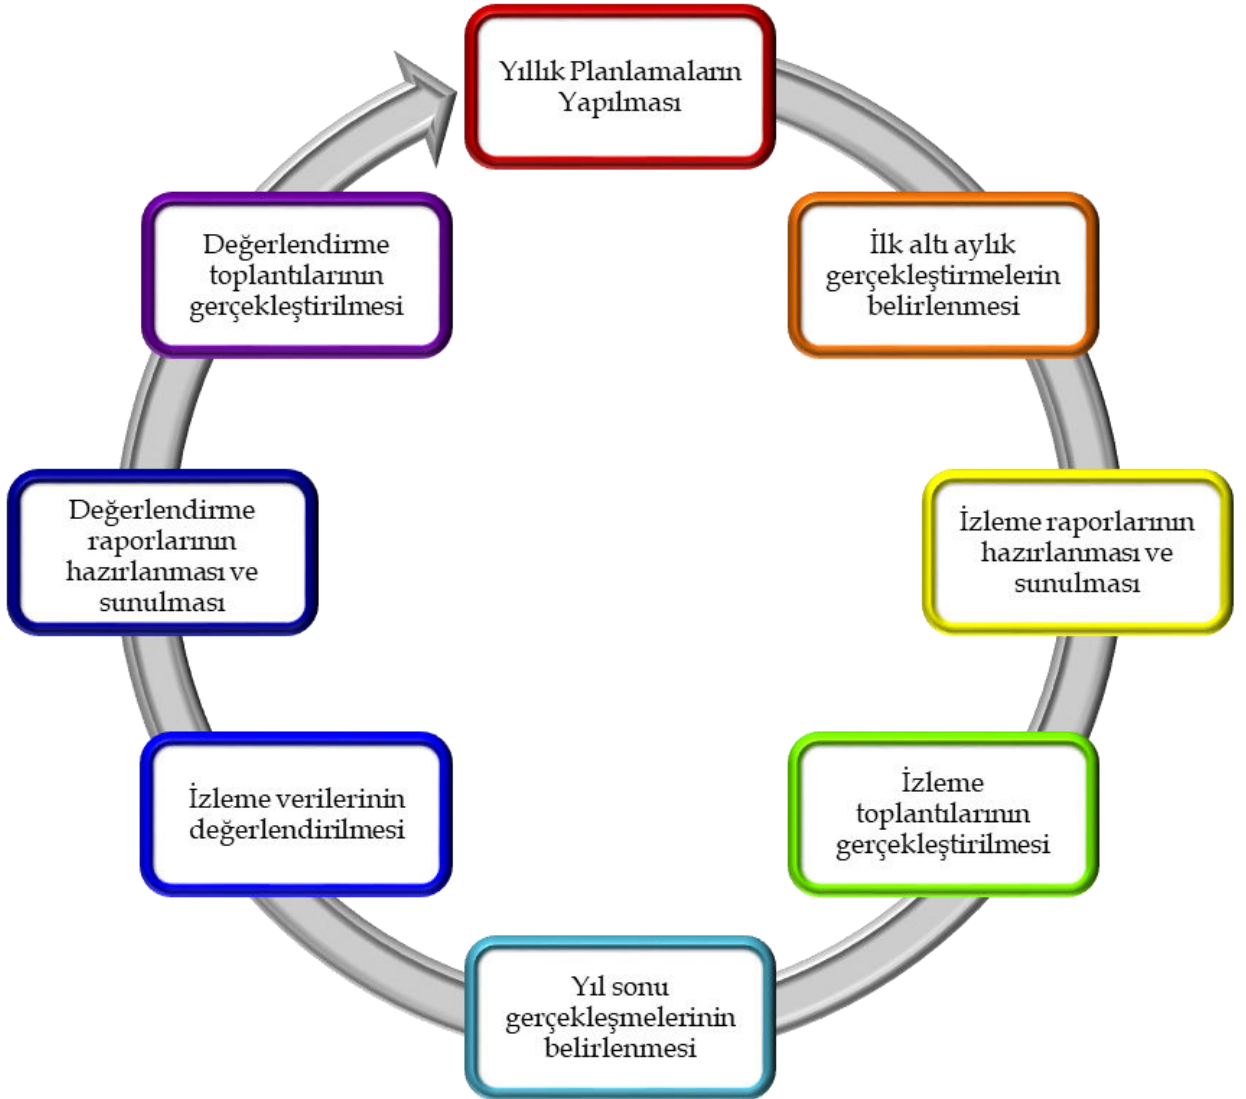 Yıllık Planlamaların
Yapılması
İlk altı aylık
gerçekleştirmelerin
belirlenmesi
İzleme raporlarının
hazırlanması ve
sunulması
İzleme
toplantılarının
gerçekleştirilmesi
Yıl sonu
gerçekleşmelerinin
belirlenmesi
İzleme verilerinin
değerlendirilmesi
Değerlendirme
raporlarının
hazırlanması ve
sunulması
Değerlendirme
toplantılarının
gerçekleştirilmesi